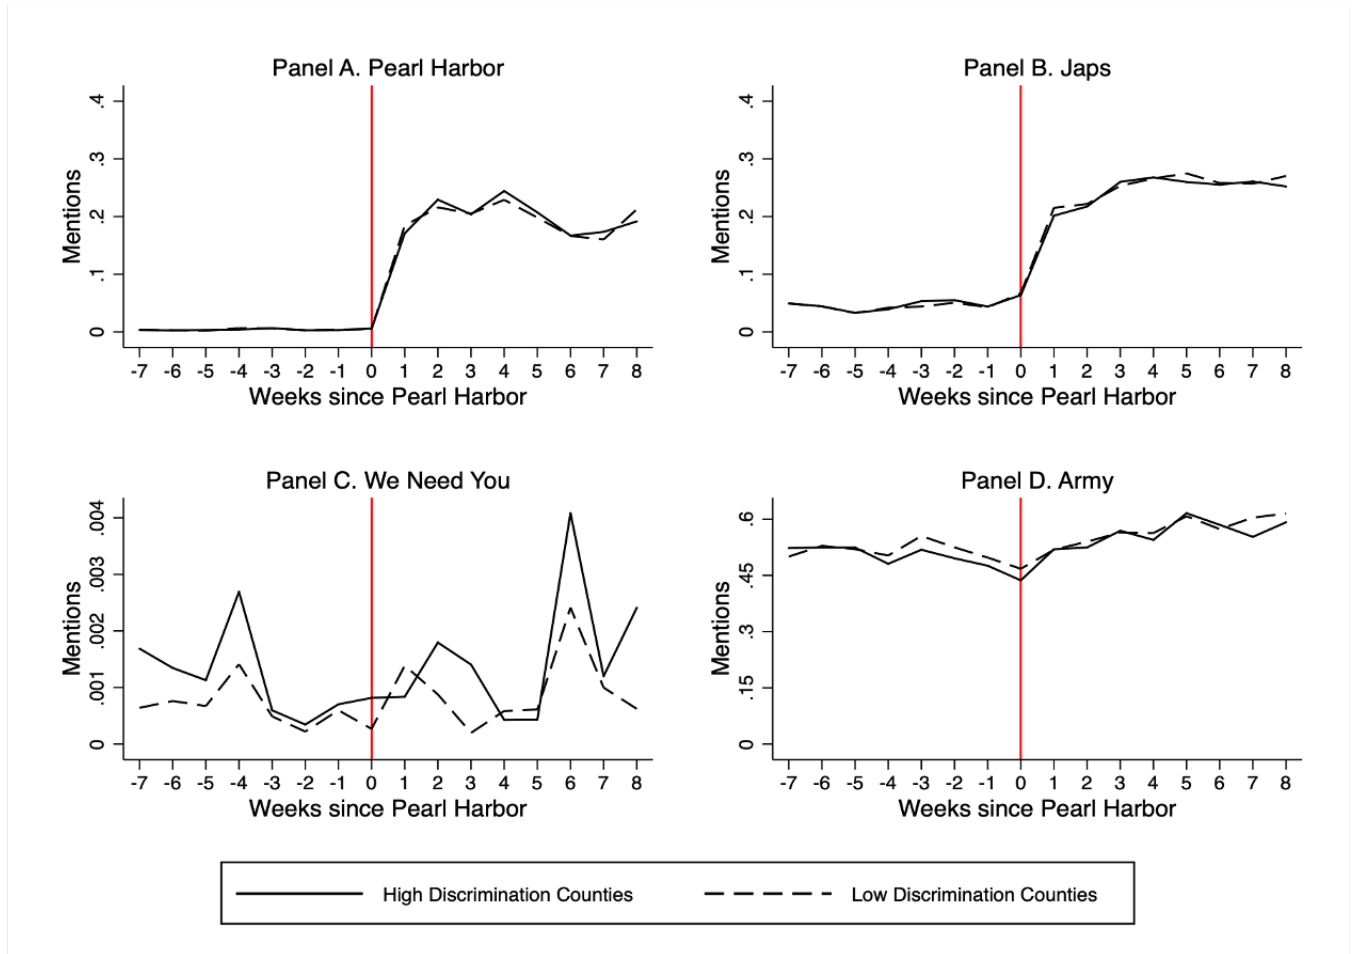 Panel A. Pearl Harbor
Mentions
.4
.3
.2
.1
0
-7 -6 -5 -4 -3 -2 -1 0 1 2 3 4 5 6 7 8
Weeks since Pearl Harbor
Panel B. Japs
Mentions
.4
.3
.2
.1
0
-7 -6 -5 -4 -3 -2 -1 0 1 2 3 4 5 6 7 8
Weeks since Pearl Harbor
Panel C. We Need You
Mentions
.004
.003
.002
.001
0
-7 -6 -5 -4 -3 -2 -1 0 1 2 3 4 5 6 7 8
Weeks since Pearl Harbor
Panel D. Army
Mentions
.6
.45
.3
.15
0
-7 -6 -5 -4 -3 -2 -1 0 1 2 3 4 5 6 7 8
Weeks since Pearl Harbor
High Discrimination Counties
Low Discrimination Counties